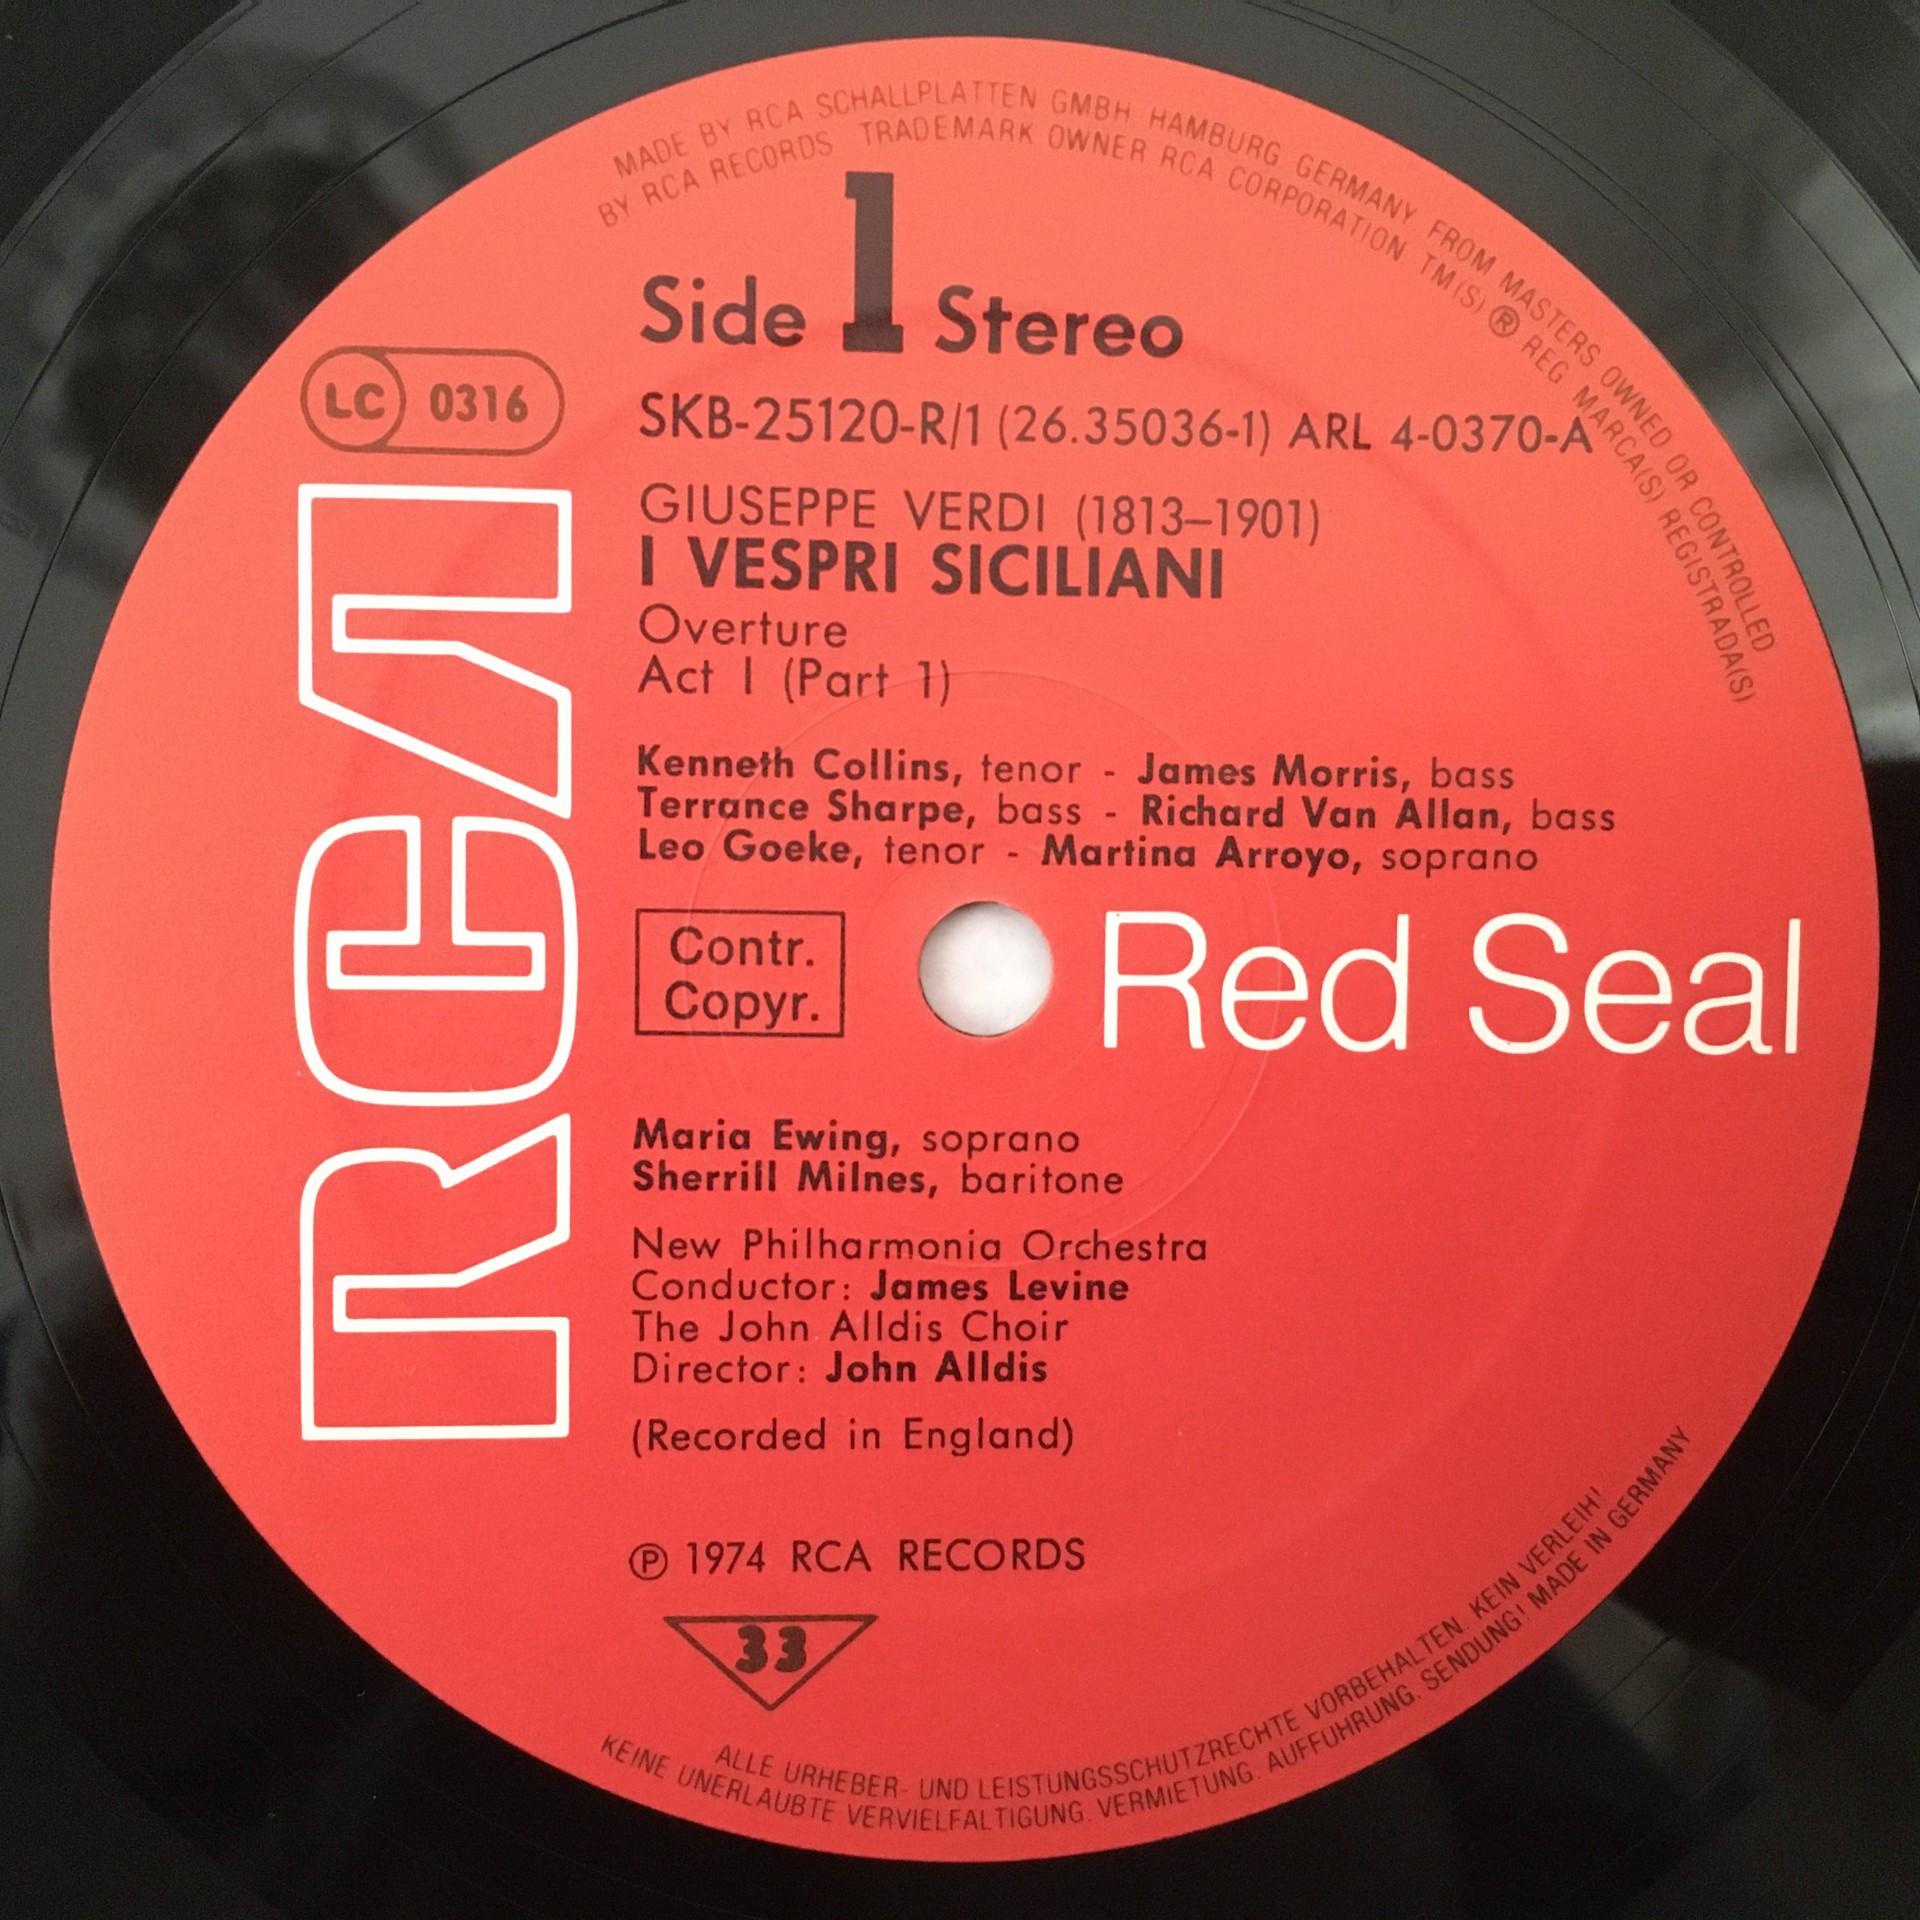 MADE BY RCA SCHALLPLATTEN GMBH HAMBURG GERMANY FROM MASTERS OWNED OR CONTROLLED
BY RCA RECORDS TRADEMARK OWNER RCA CORPORATION TM(S) ® REG MARCA(S) REGISTRADA(S)
Side 1 Stereo
LC 0316
SKB-25120-R/1 (26.35036-1) ARL 4-0370-A
GIUSEPPE VERDI (1813–1901)
I VESPRI SICILIANI
Overture
Act I (Part 1)
Kenneth Collins, tenor - James Morris, bass
Terrance Sharpe, bass - Richard Van Allan, bass
Leo Goeke, tenor - Martina Arroyo, soprano
RCA
Contr.
Copyr.
Red Seal
Maria Ewing, soprano
Sherrill Milnes, baritone
New Philharmonia Orchestra
Conductor: James Levine
The John Alldis Choir
Director: John Alldis
(Recorded in England)
℗ 1974 RCA RECORDS
33
ALLE URHEBER- UND LEISTUNGSSCHUTZRECHTE VORBEHALTEN. KEIN VERLEIH!
KEINE UNERLAUBTE VERVIELFÄLTIGUNG. VERMIETUNG. AUFFÜHRUNG. SENDUNG! MADE IN GERMANY